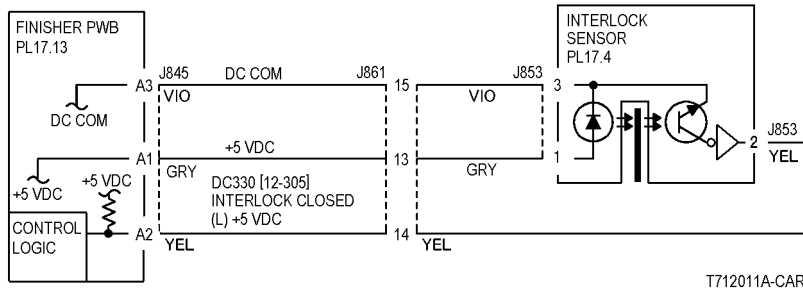 FINISHER PWB
PL17.13
INTERLOCK
SENSOR
PL17.4
A3
J845
DC COM
J861
15
J853
3
VIO
VIO
DC COM
J853
2
YEL
A1
+5 VDC
13
1
GRY
GRY
+5 VDC
+5 VDC
DC330 [12-305]
INTERLOCK CLOSED
(L) +5 VDC
CONTROL
LOGIC
A2
14
YEL
YEL
T712011A-CAR